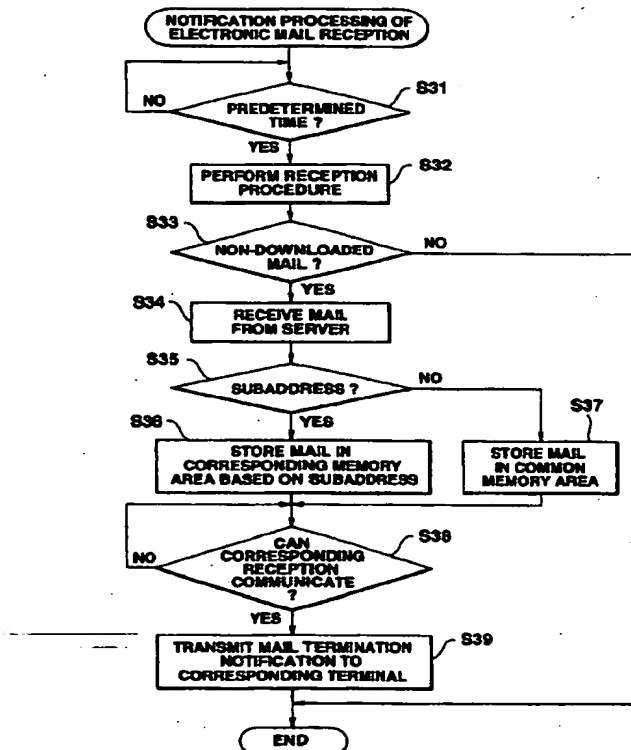 NOTIFICATION PROCESSING OF
ELECTRONIC MAIL RECEPTION
S31
NO
PREDETERMINED
TIME ?
YES
S32
PERFORM RECEPTION
PROCEDURE
S33
NO
NON-DOWNLOADED
MAIL ?
YES
S34
RECEIVE MAIL
FROM SERVER
S35
NO
SUBADDRESS ?
S37
S36
YES
STORE MAIL IN
CORRESPONDING MEMORY
AREA BASED ON SUBADDRESS
STORE MAIL
IN COMMON
MEMORY AREA
S38
CAN
CORRESPONDING
RECEPTION
COMMUNICATE
?
NO
YES
S39
TRANSMIT MAIL TERMINATION
NOTIFICATION TO
CORRESPONDING TERMINAL
END